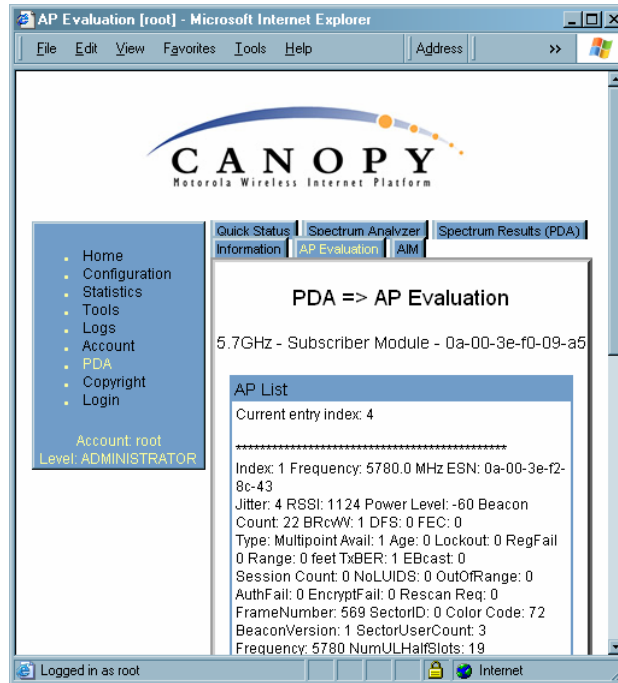 AP Evaluation [root] - Microsoft Internet Explorer
File Edit View Favorites Tools Help Address »
CANOPY
Motorola Wireless Internet Platform
Home
Configuration
Statistics
Tools
Logs
Account
PDA
Copyright
Login
Account: root
Level: ADMINISTRATOR
Quick Status Spectrum Analyzer Spectrum Results (PDA)
Information AP Evaluation AIM
PDA => AP Evaluation
5.7GHz - Subscriber Module - 0a-00-3e-f0-09-a5
AP List
Current entry index: 4
*********************************************
Index: 1 Frequency: 5780.0 MHz ESN: 0a-00-3e-f2-
8c-43
Jitter: 4 RSSI: 1124 Power Level: -60 Beacon
Count: 22 BRcvW: 1 DFS: 0 FEC: 0
Type: Multipoint Avail: 1 Age: 0 Lockout: 0 RegFail
0 Range: 0 feet TxBER: 1 EBcast: 0
Session Count: 0 NoLUIDS: 0 OutOfRange: 0
AuthFail: 0 EncryptFail: 0 Rescan Req: 0
FrameNumber: 569 SectorID: 0 Color Code: 72
BeaconVersion: 1 SectorUserCount: 3
Frequency: 5780 NumULHalfSlots: 19
Logged in as root Internet